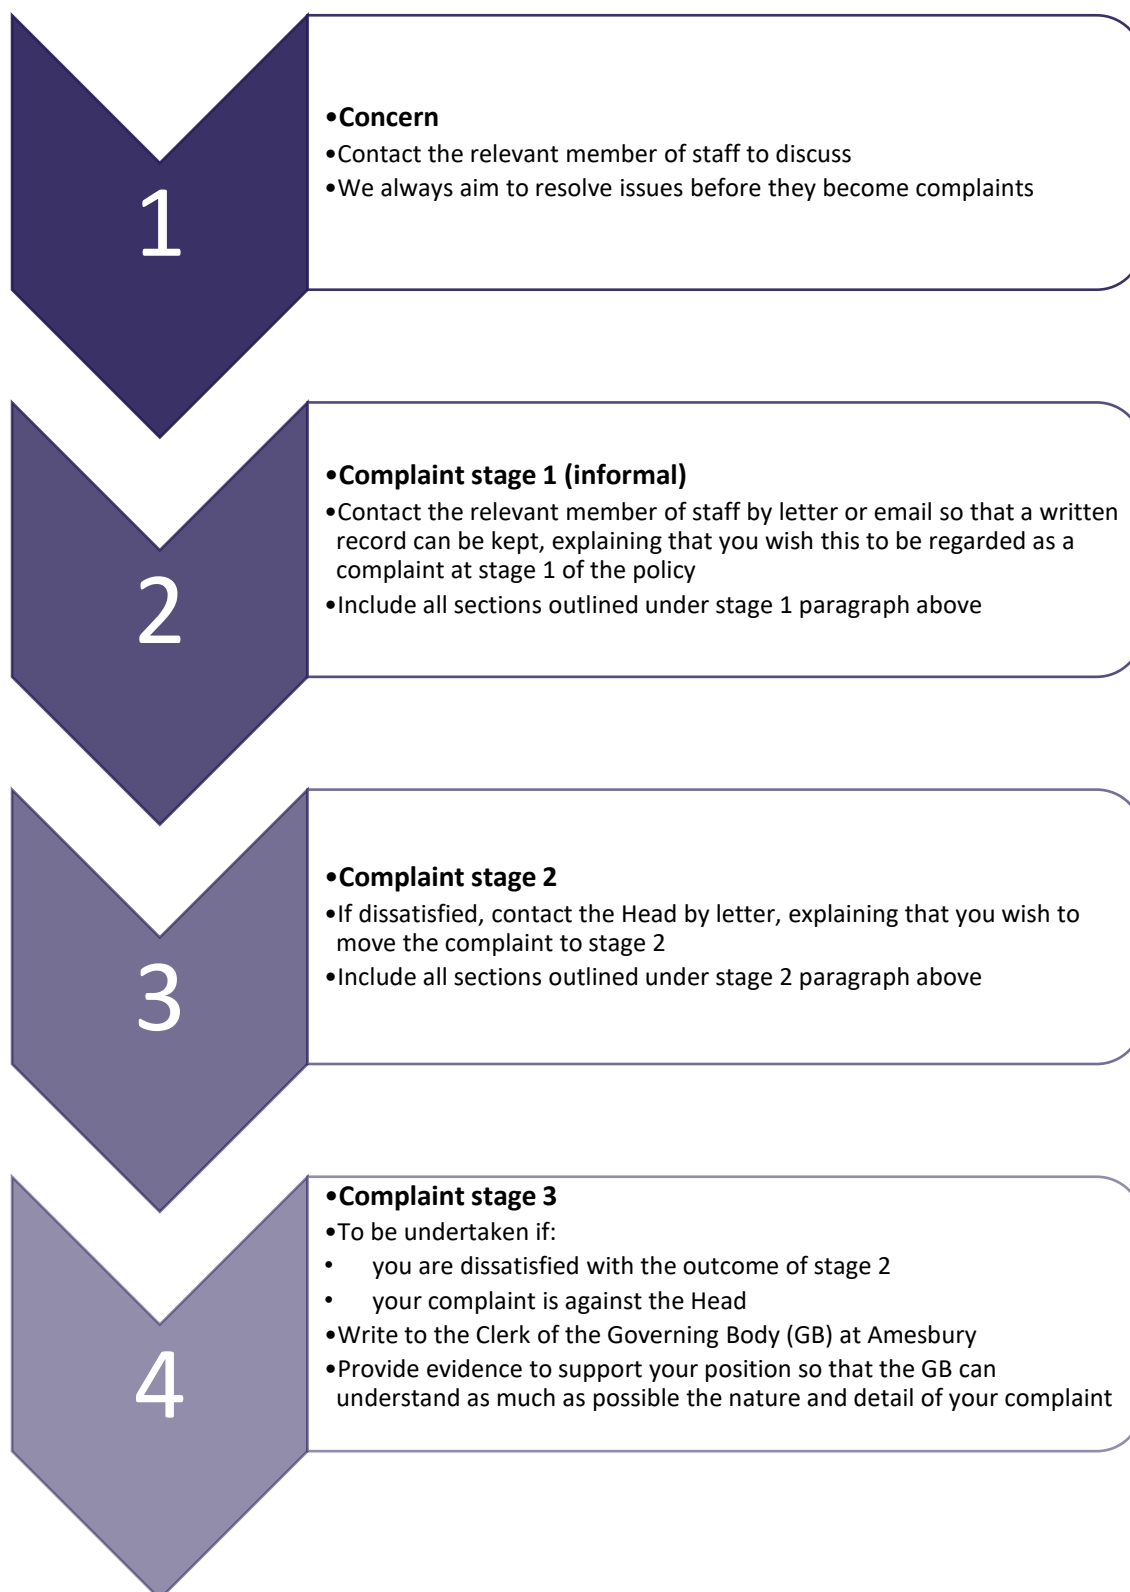 1
•Concern
•Contact the relevant member of staff to discuss
•We always aim to resolve issues before they become complaints
2
•Complaint stage 1 (informal)
•Contact the relevant member of staff by letter or email so that a written
record can be kept, explaining that you wish this to be regarded as a
complaint at stage 1 of the policy
•Include all sections outlined under stage 1 paragraph above
3
•Complaint stage 2
•If dissatisfied, contact the Head by letter, explaining that you wish to
move the complaint to stage 2
•Include all sections outlined under stage 2 paragraph above
4
•Complaint stage 3
•To be undertaken if:
• you are dissatisfied with the outcome of stage 2
• your complaint is against the Head
•Write to the Clerk of the Governing Body (GB) at Amesbury
•Provide evidence to support your position so that the GB can
understand as much as possible the nature and detail of your complaint